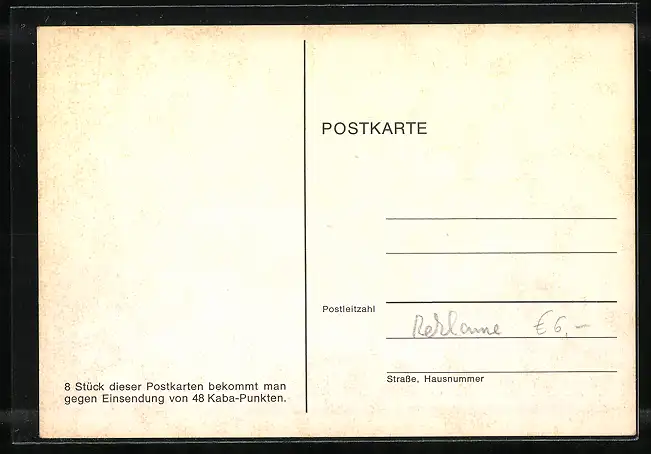 POSTKARTE
Postleitzahl
Reklame € 6,-
Straße, Hausnummer
8 Stück dieser Postkarten bekommt man
gegen Einsendung von 48 Kaba-Punkten.